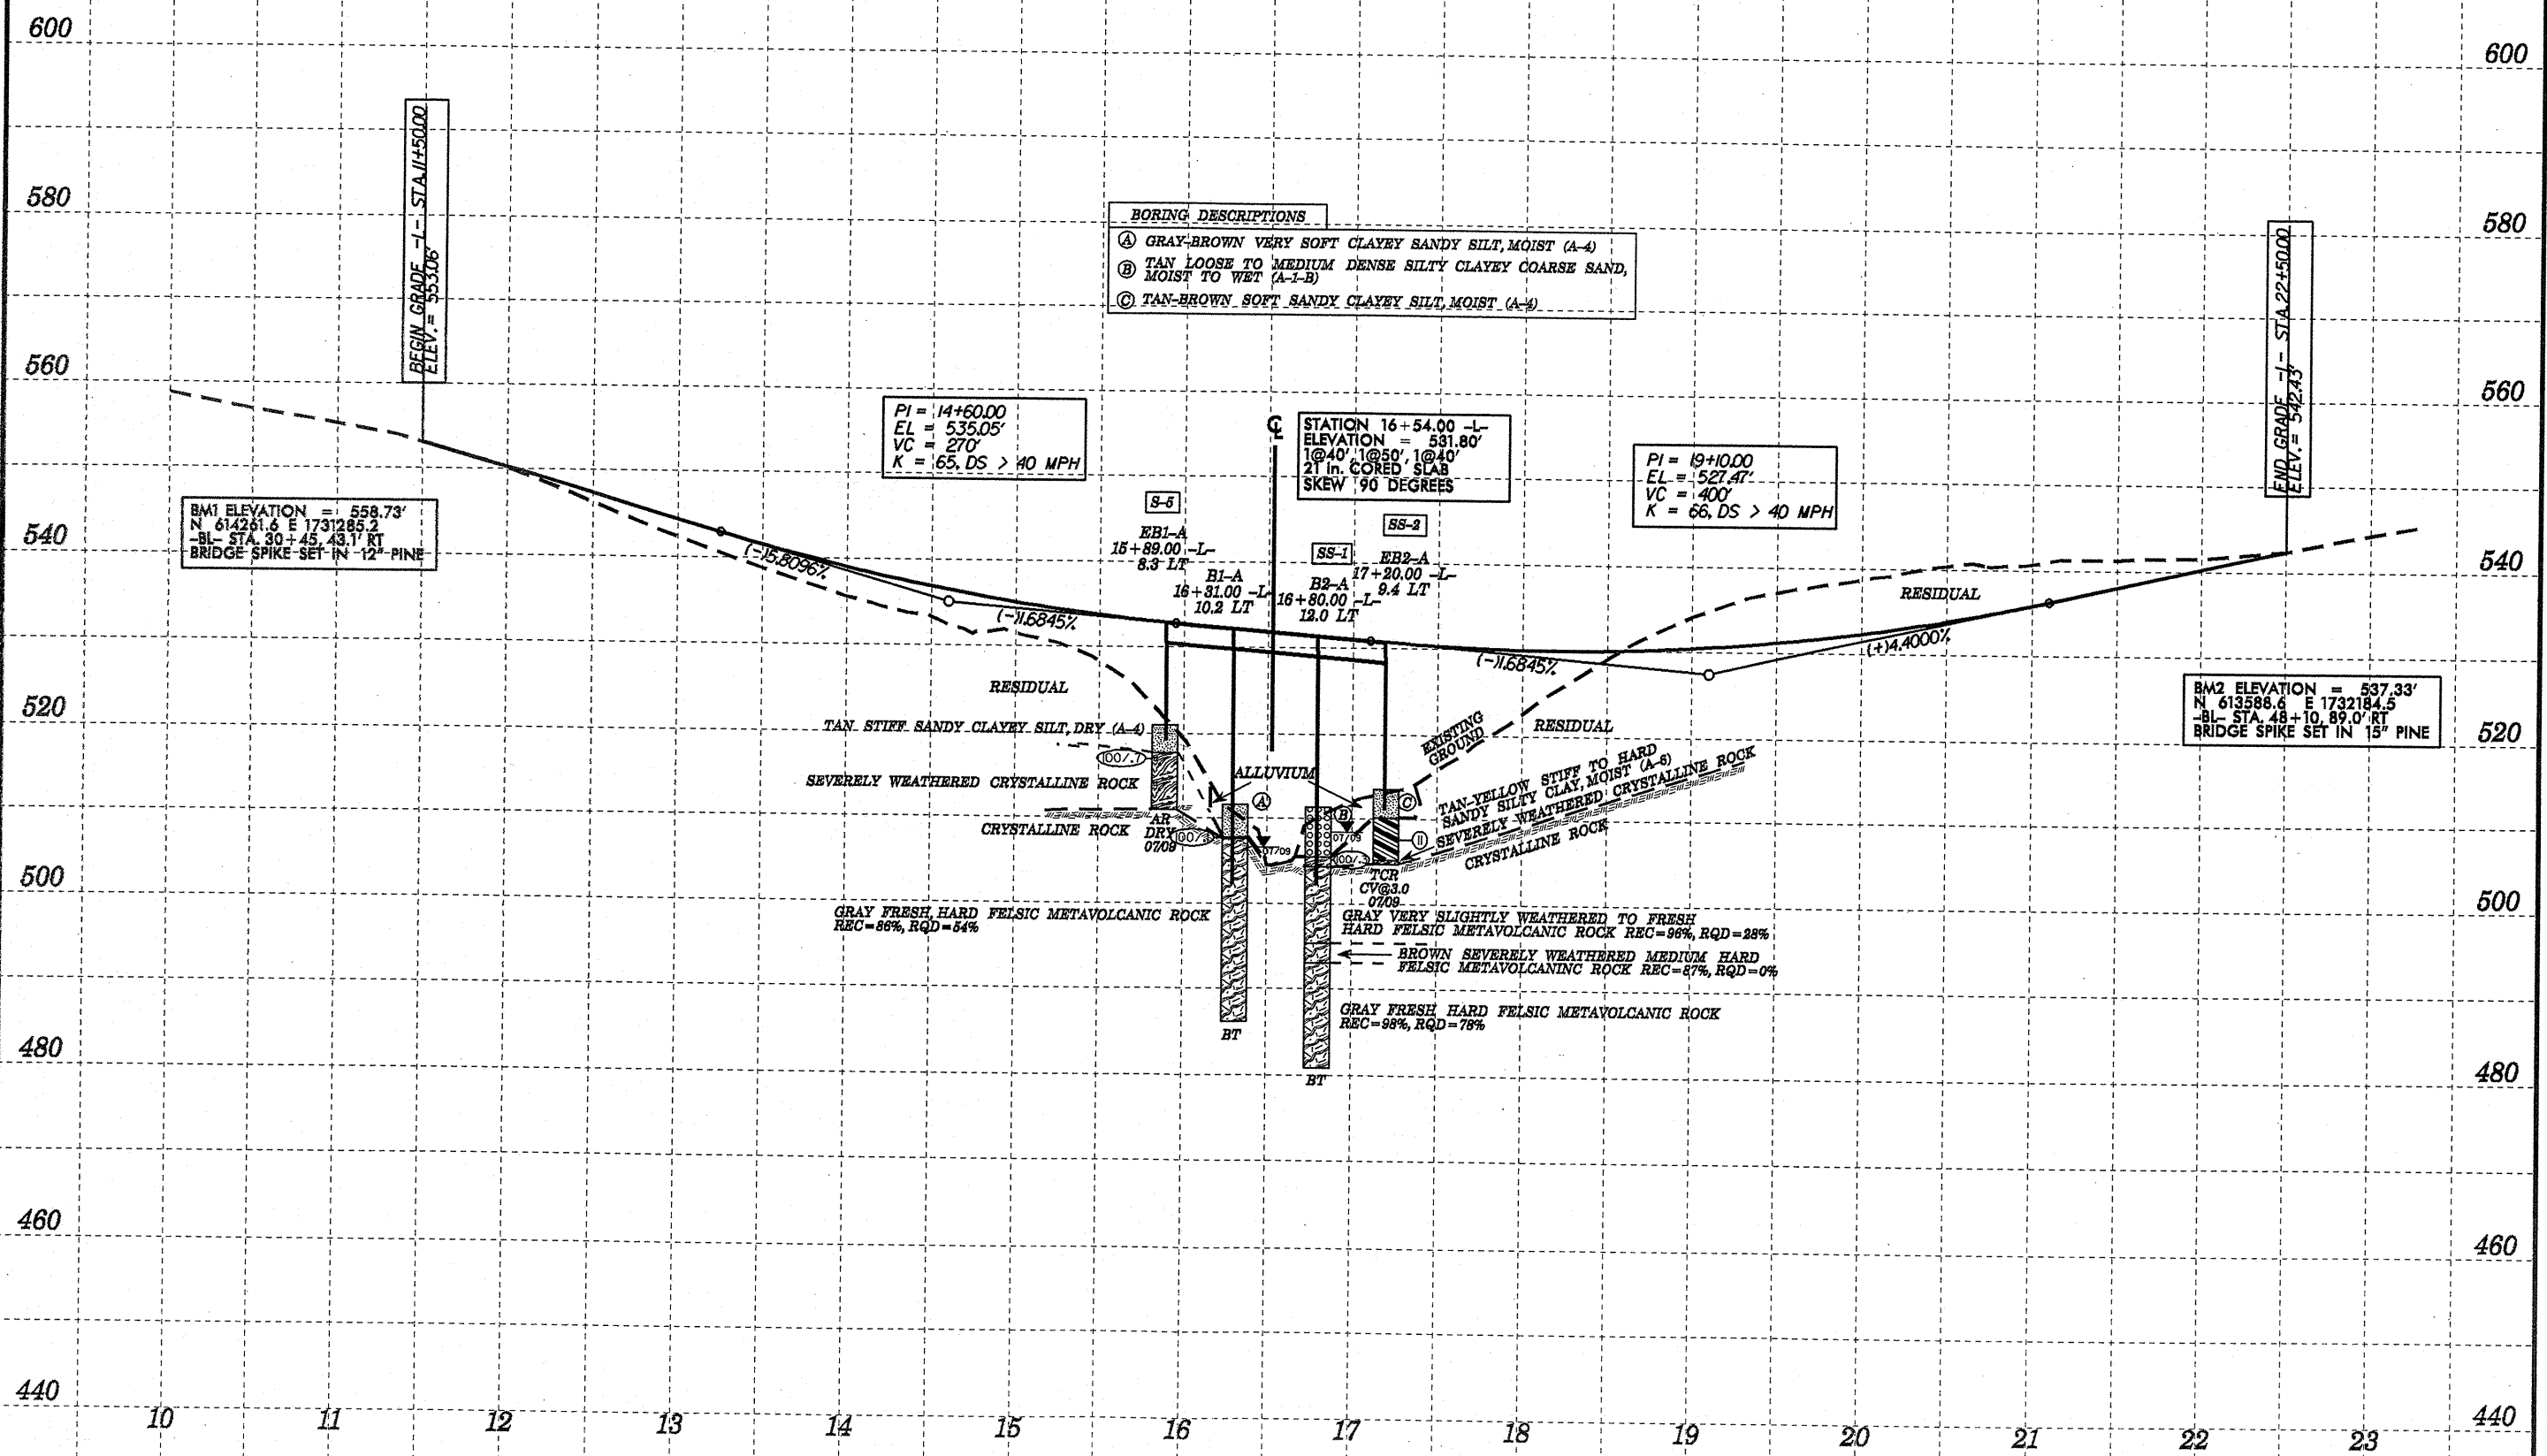 600
600
580
580
560
560
540
540
520
520
500
500
480
480
460
460
440
440
BEGIN GRADE -L- STA.11+50.00
ELEV. = 553.06'
END GRADE -L- STA.22+50.00
ELEV. = 542.43'
BORING DESCRIPTIONS
A GRAY-BROWN VERY SOFT CLAYEY SANDY SILT, MOIST (A-4)
B TAN LOOSE TO MEDIUM DENSE SILTY CLAYEY COARSE SAND,
MOIST TO WET (A-1-B)
C TAN-BROWN SOFT SANDY CLAYEY SILT, MOIST (A-4)
PI = 14+60.00
EL = 535.05'
VC = 270'
K = 65, DS > 40 MPH
℄
STATION 16+54.00 -L-
ELEVATION = 531.80'
1@40', 1@50', 1@40'
21 in. CORED SLAB
SKEW 90 DEGREES
PI = 19+10.00
EL = 527.47'
VC = 400'
K = 66, DS > 40 MPH
BM1 ELEVATION = 558.73'
N 614261.6 E 1731285.2
-BL- STA. 30+45, 43.1' RT
BRIDGE SPIKE SET IN 12" PINE
S-5
EB1-A
15+89.00 -L-
8.3 LT
B1-A
16+31.00 -L-
10.2 LT
SS-1
B2-A
16+80.00 -L-
12.0 LT
SS-2
EB2-A
17+20.00 -L-
9.4 LT
(-)5.8096%
(-)1.6845%
(-)1.6845%
(+)4.4000%
RESIDUAL
RESIDUAL
RESIDUAL
BM2 ELEVATION = 537.33'
N 613588.6 E 1732184.5
-BL- STA. 48+10, 89.0' RT
BRIDGE SPIKE SET IN 15" PINE
TAN STIFF SANDY CLAYEY SILT, DRY (A-4)
100/.7
SEVERELY WEATHERED CRYSTALLINE ROCK
CRYSTALLINE ROCK
AR
DRY
07/09
ALLUVIUM
A
B
C
07/09
07/09
11
EXISTING
GROUND
TAN-YELLOW STIFF TO HARD
SANDY SILTY CLAY, MOIST (A-6)
SEVERELY WEATHERED CRYSTALLINE ROCK
CRYSTALLINE ROCK
TCR
CV@3.0
07/09
GRAY FRESH, HARD FELSIC METAVOLCANIC ROCK
REC=86%, RQD=54%
GRAY VERY SLIGHTLY WEATHERED TO FRESH
HARD FELSIC METAVOLCANIC ROCK REC=96%, RQD=28%
BROWN SEVERELY WEATHERED MEDIUM HARD
FELSIC METAVOLCANINC ROCK REC=87%, RQD=0%
GRAY FRESH HARD FELSIC METAVOLCANIC ROCK
REC=98%, RQD=78%
BT
BT
10 11 12 13 14 15 16 17 18 19 20 21 22 23